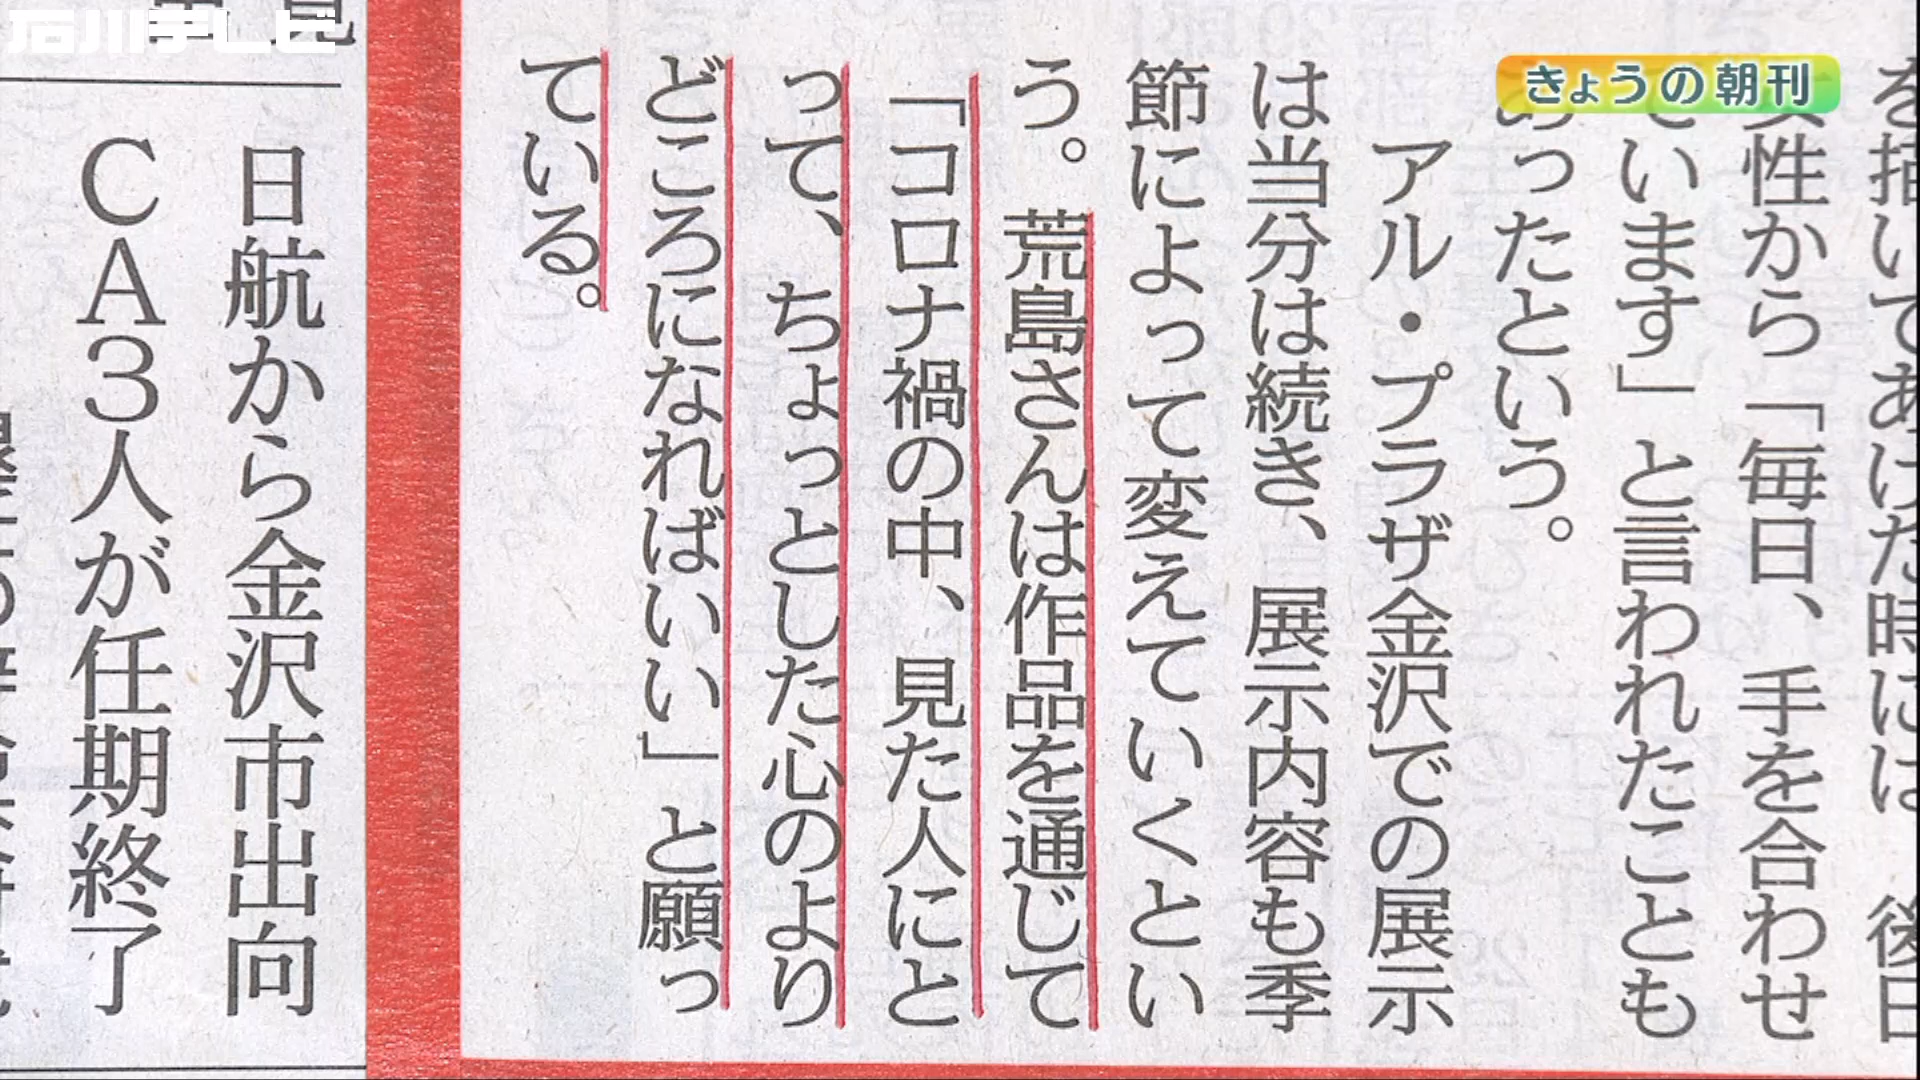 石川テレビ
きょうの朝刊
る描いてあげた時には、後日
女性から「毎日、手を合わせ
ています」と言われたことも
あったという。
アル・プラザ金沢での展示
は当分は続き、展示内容も季
節によって変えていくとい
う。荒島さんは作品を通じて
「コロナ禍の中、見た人にと
って、ちょっとした心のより
どころになればいい」と願っ
ている。
日航から金沢市出向
CA3人が任期終了